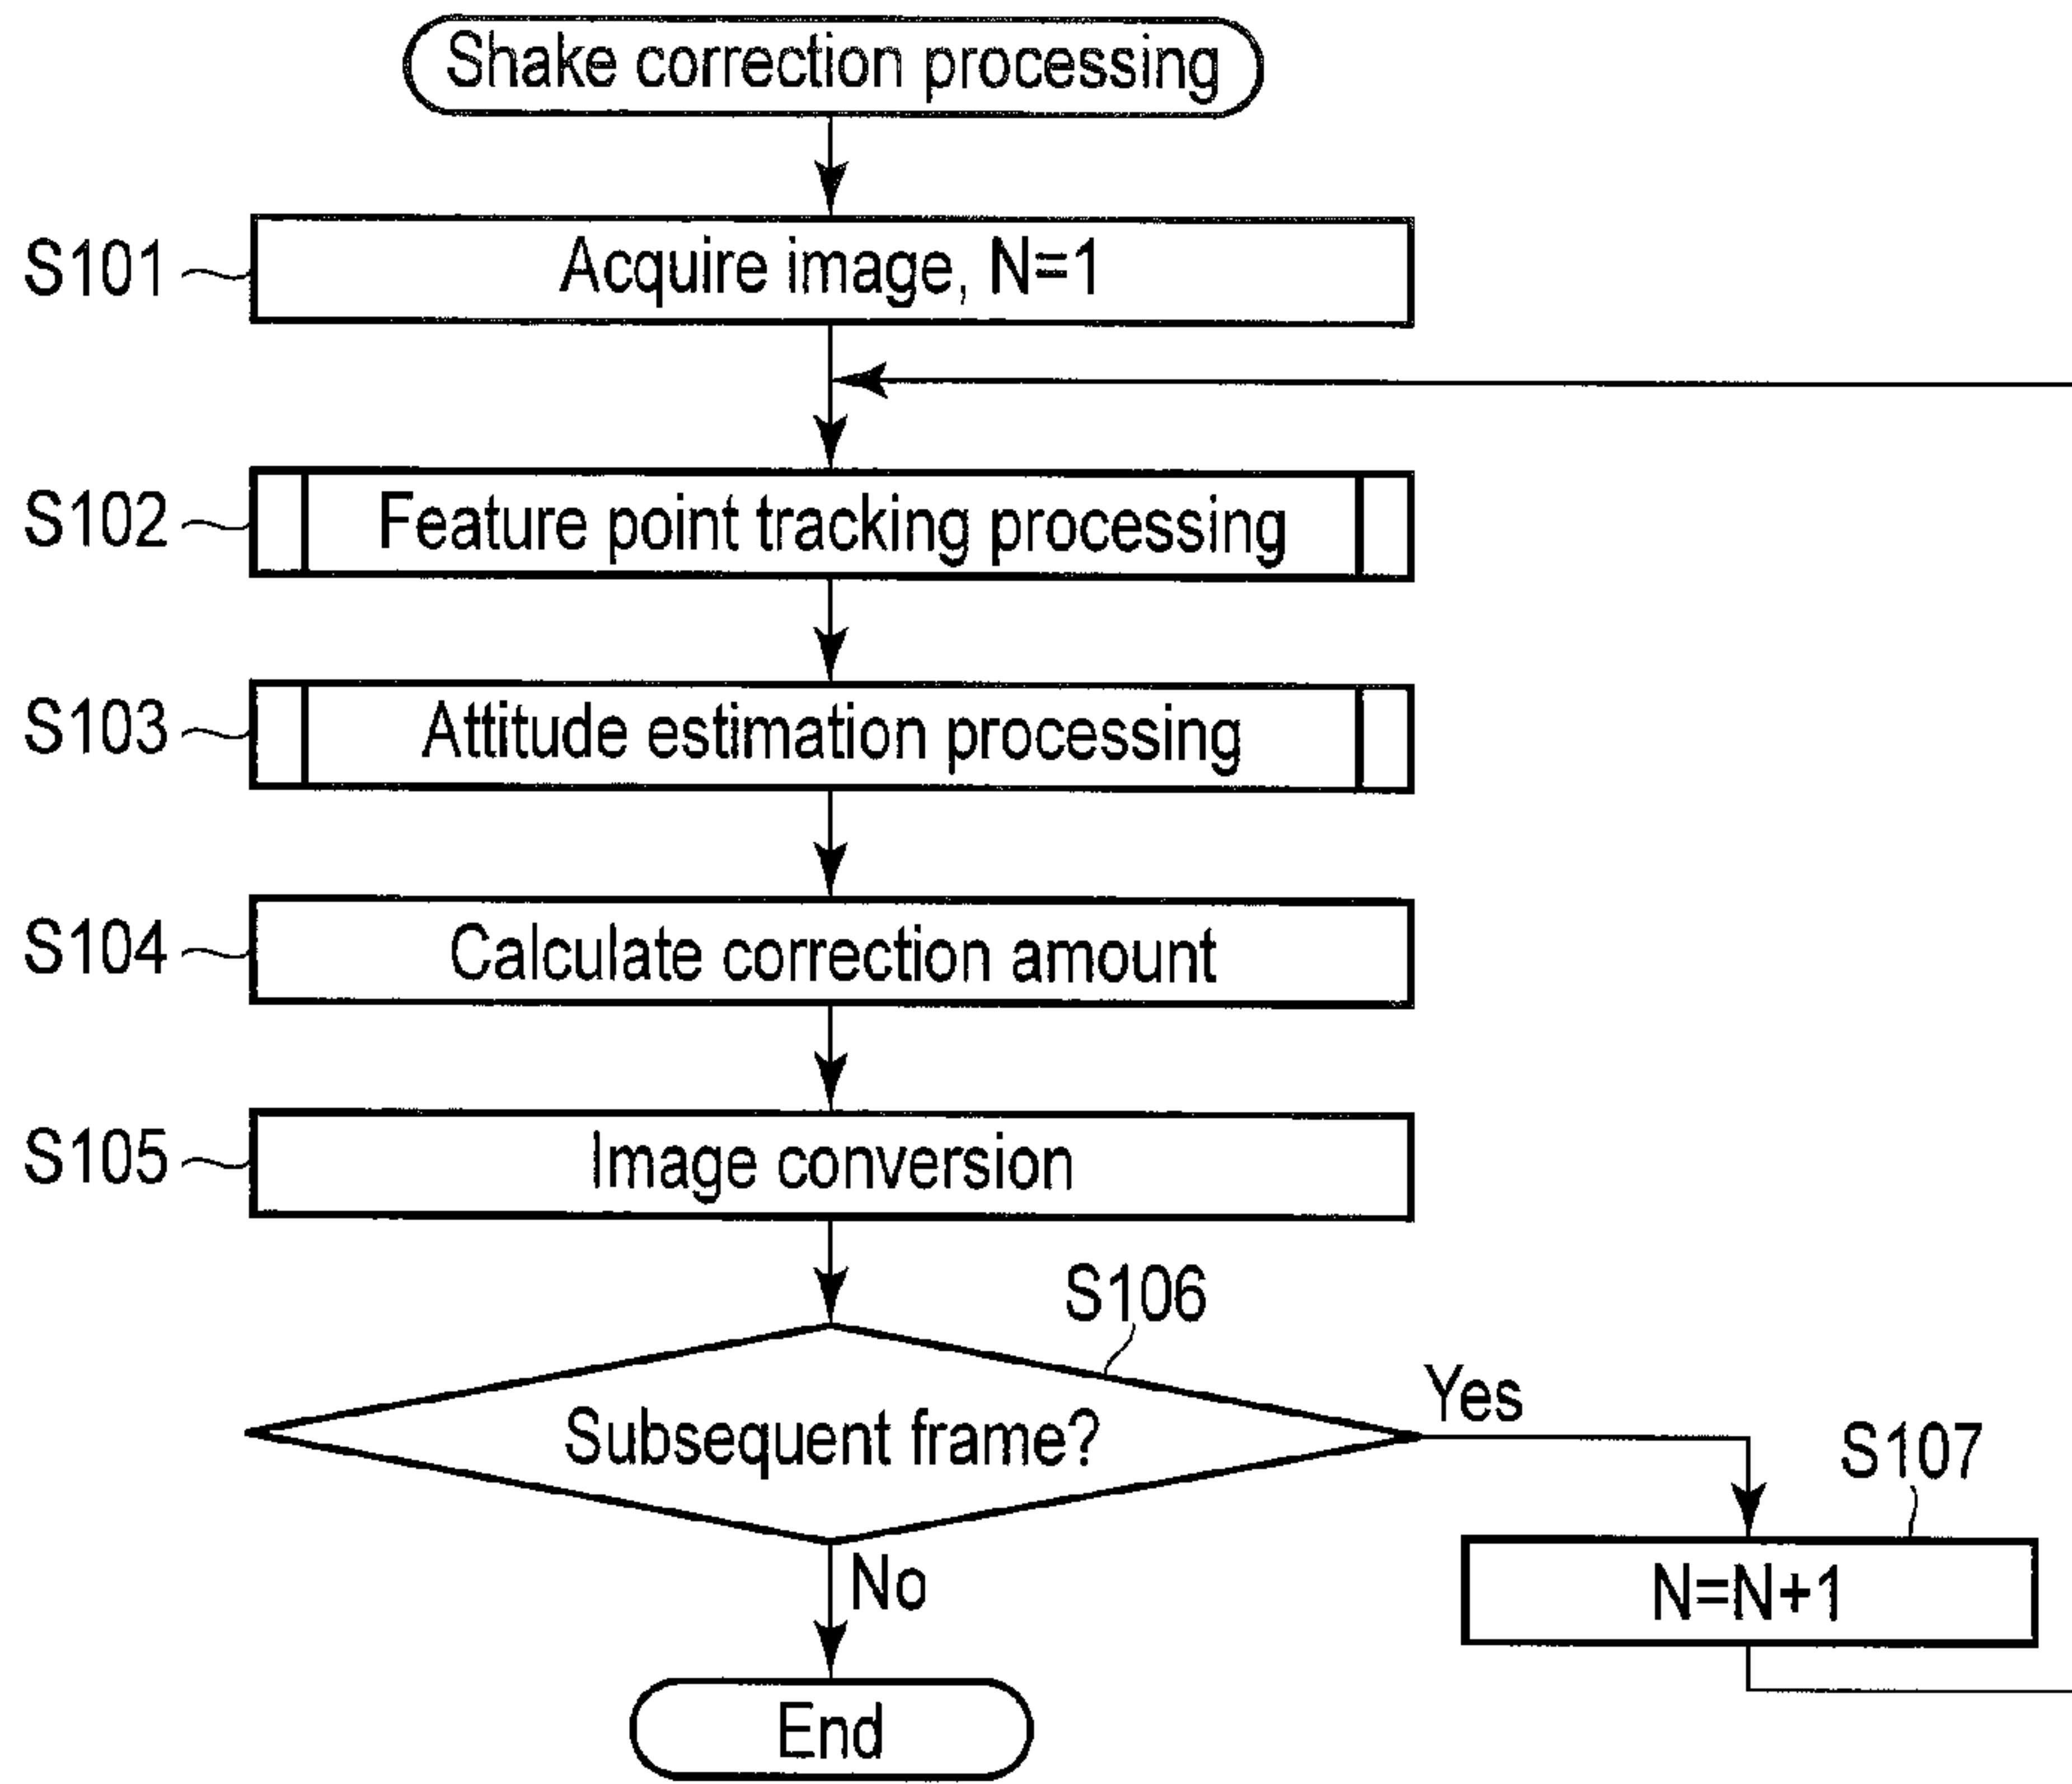 Shake correction processing
S101
Acquire image, N=1
S102
Feature point tracking processing
S103
Attitude estimation processing
S104
Calculate correction amount
S105
Image conversion
S106
Subsequent frame?
Yes
S107
N=N+1
No
End